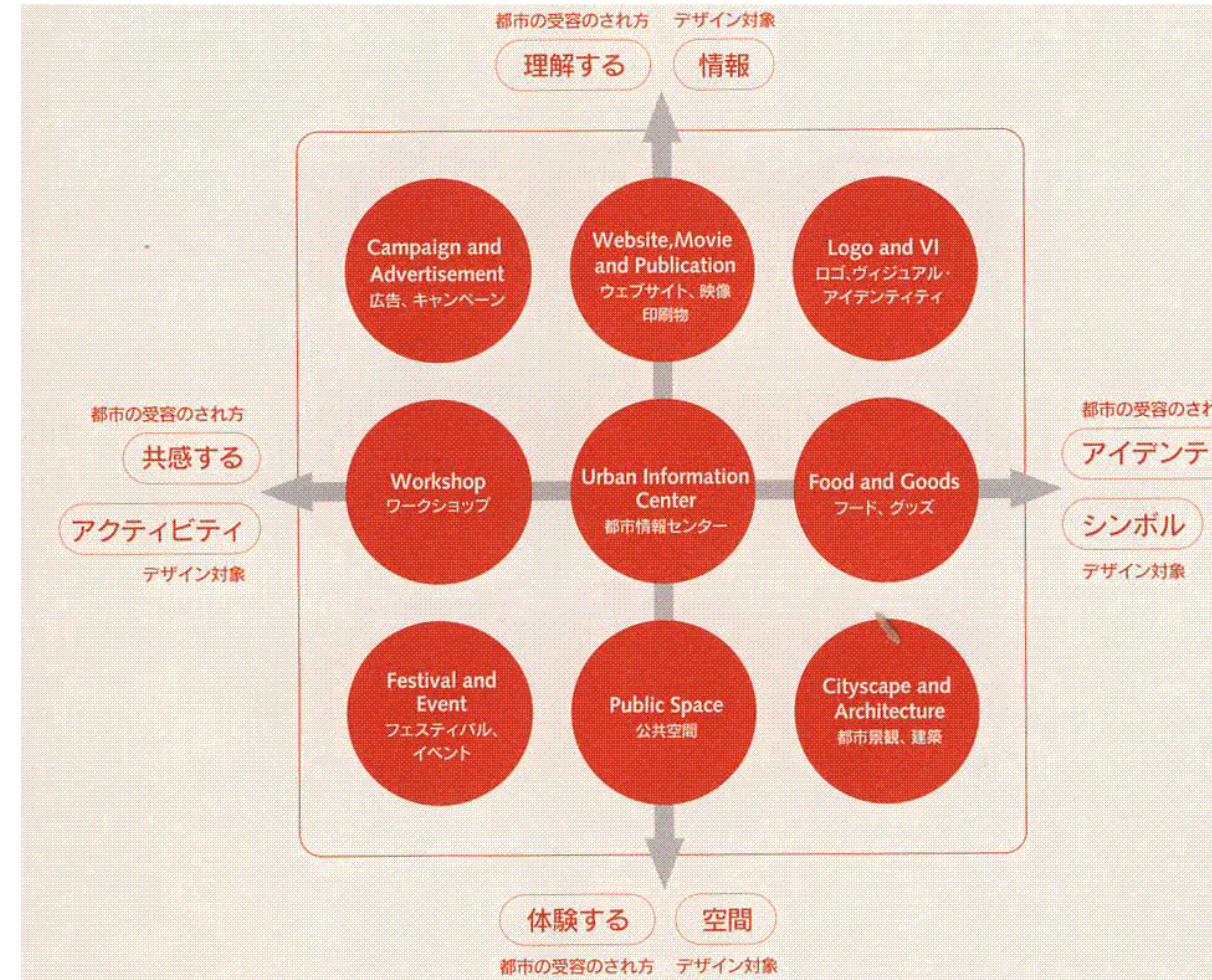 都市の受容のされ方 デザイン対象
理解する 情報
Campaign and
Advertisement
広告、キャンペーン
Website,Movie
and Publication
ウェブサイト、映像
印刷物
Logo and VI
ロゴ、ヴィジュアル・
アイデンティティ
都市の受容のされ方
共感する
アクティビティ
デザイン対象
Workshop
ワークショップ
Urban Information
Center
都市情報センター
Food and Goods
フード、グッズ
都市の受容のされ
アイデンテ
シンボル
デザイン対象
Festival and
Event
フェスティバル、
イベント
Public Space
公共空間
Cityscape and
Architecture
都市景観、建築
体験する 空間
都市の受容のされ方 デザイン対象